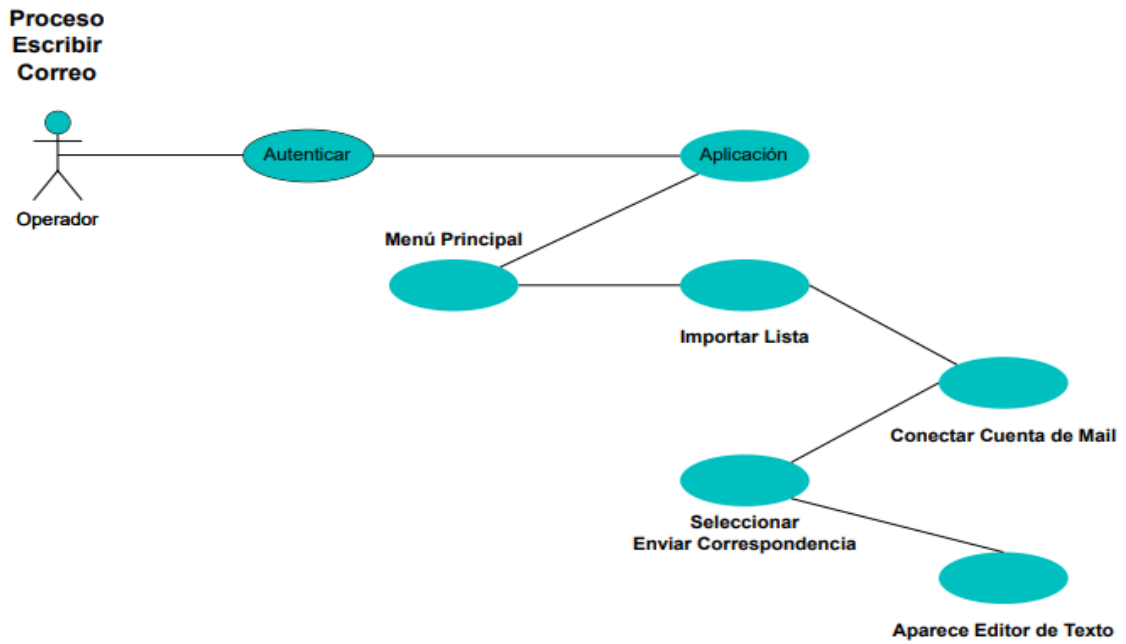 Proceso
Escribir
Correo
Autenticar
Aplicación
Operador
Menú Principal
Importar Lista
Conectar Cuenta de Mail
Seleccionar
Enviar Correspondencia
Aparece Editor de Texto